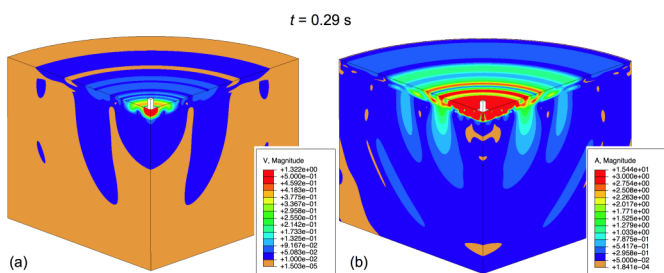 t = 0.29 s
(a)
V, Magnitude
+1.322e+00
+5.000e-01
+4.592e-01
+4.183e-01
+3.775e-01
+3.367e-01
+2.958e-01
+2.550e-01
+2.142e-01
+1.733e-01
+1.325e-01
+9.167e-02
+5.083e-02
+1.000e-02
+1.503e-05
(b)
A, Magnitude
+1.544e+01
+3.000e+00
+2.754e+00
+2.508e+00
+2.263e+00
+2.017e+00
+1.771e+00
+1.525e+00
+1.279e+00
+1.033e+00
+7.875e-01
+5.417e-01
+2.958e-01
+5.000e-02
+1.841e-04